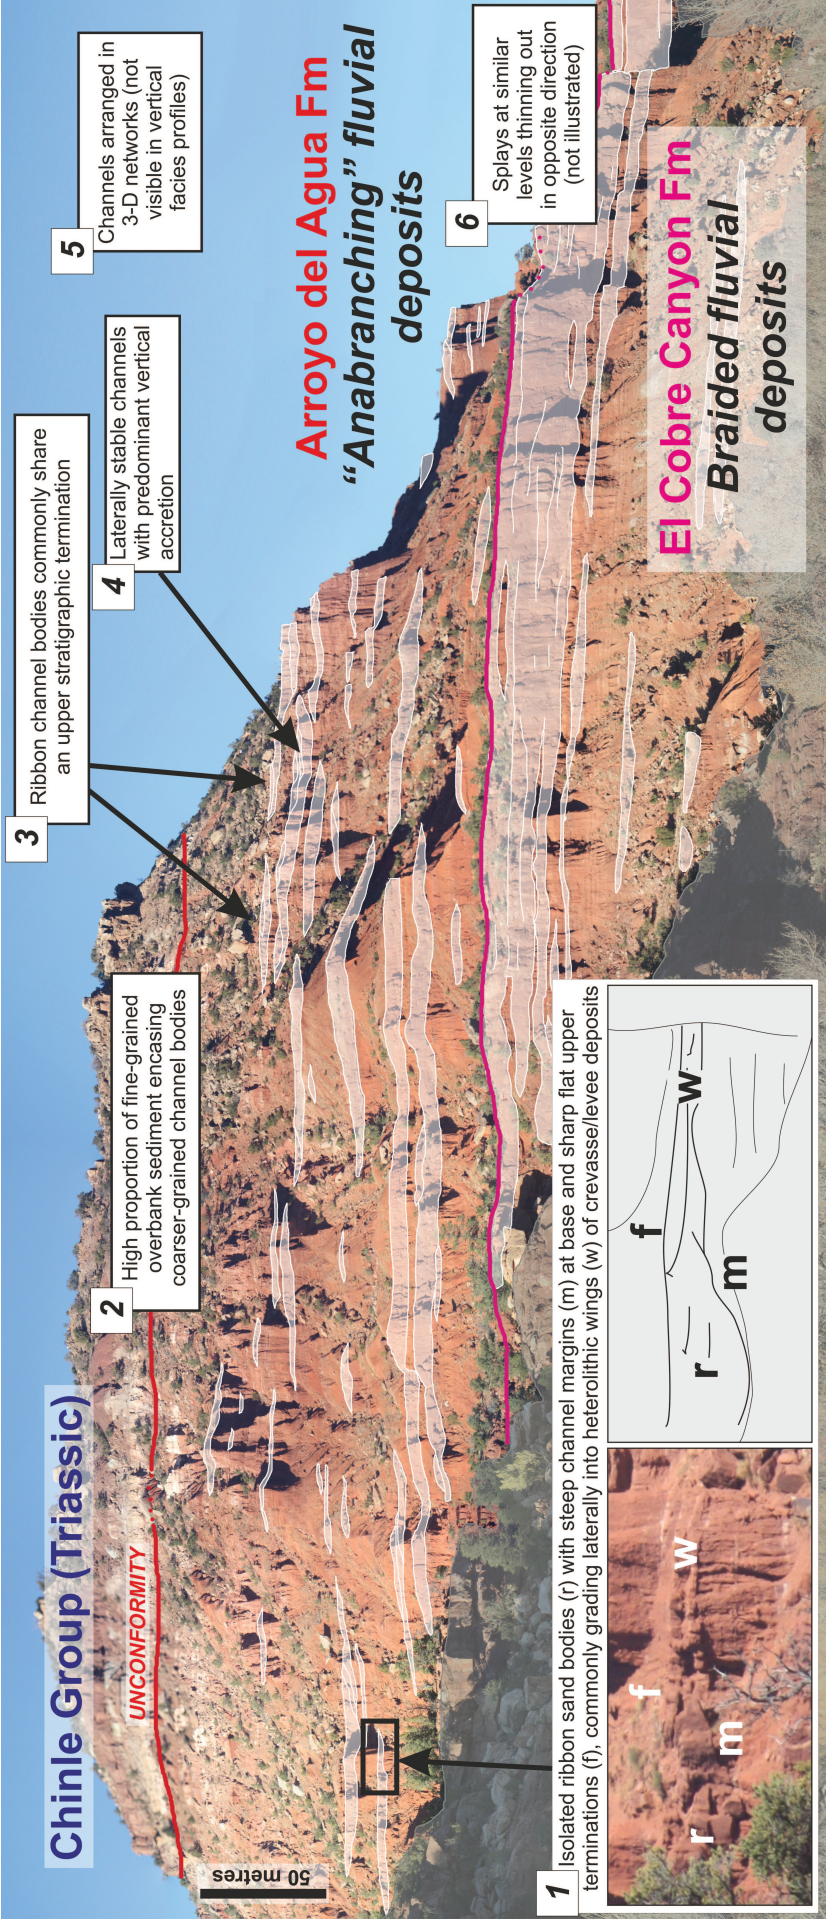 Chinle Group (Triassic)
UNCONFORMITY
50 metres
1
Isolated ribbon sand bodies (r) with steep channel margins (m) at base and sharp flat upper
terminations (f), commonly grading laterally into heterolithic wings (w) of crevasse/levee deposits
r
m
f
w
r
m
f
w
2
High proportion of fine-grained
overbank sediment encasing
coarser-grained channel bodies
3
Ribbon channel bodies commonly share
an upper stratigraphic termination
4
Laterally stable channels
with predominant vertical
accretion
5
Channels arranged in
3-D networks (not
visible in vertical
facies profiles)
Arroyo del Agua Fm
“Anabranching” fluvial
deposits
6
Splays at similar
levels thinning out
in opposite direction
(not illustrated)
El Cobre Canyon Fm
Braided fluvial
deposits